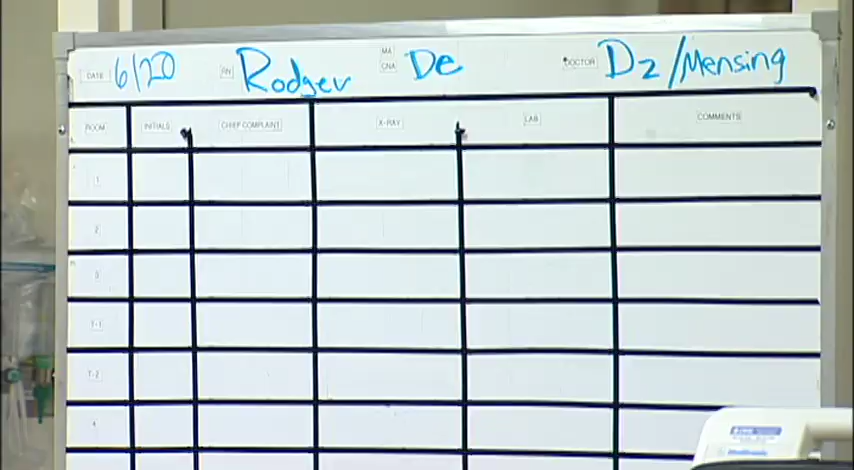 DATE 6/20 RN Rodger MA CNA De DOCTOR D2/Mensing
ROOM INITIALS CHIEF COMPLAINT X-RAY LAB COMMENTS
1
2
3
T-1
T-2
4